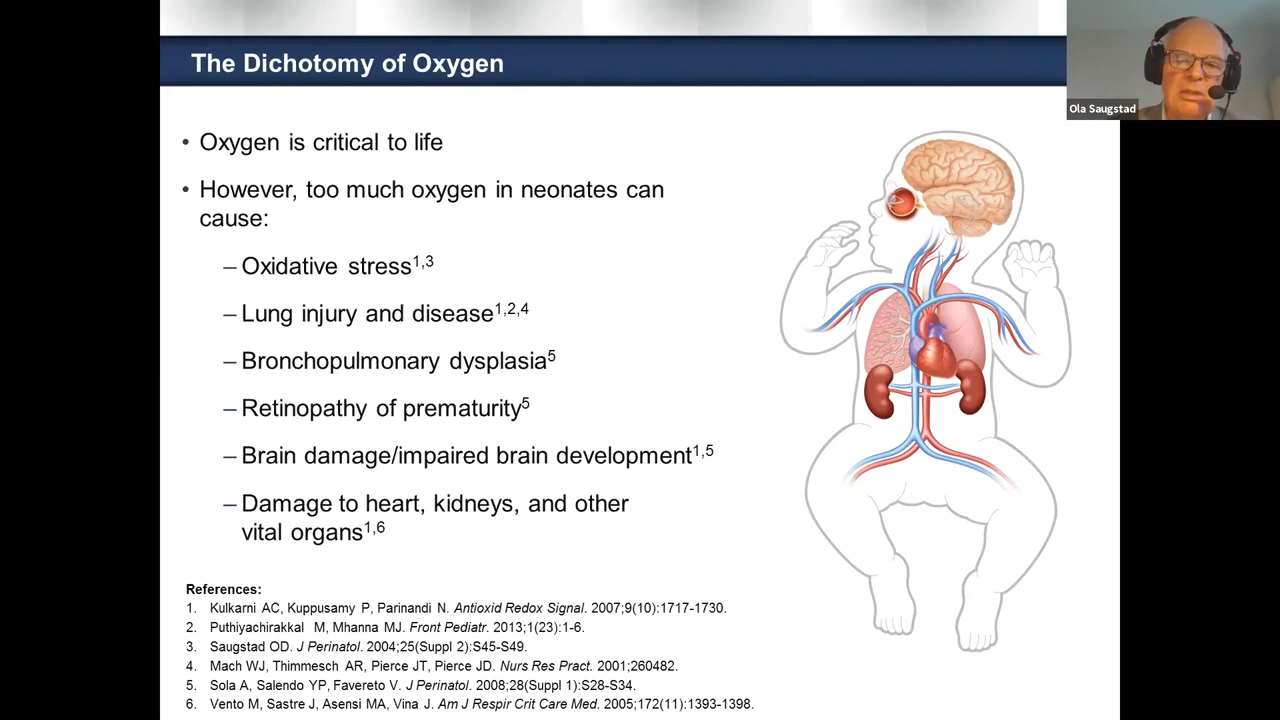 The Dichotomy of Oxygen
Ola Saugstad
• Oxygen is critical to life
• However, too much oxygen in neonates can
cause:
– Oxidative stress1,3
– Lung injury and disease1,2,4
– Bronchopulmonary dysplasia5
– Retinopathy of prematurity5
– Brain damage/impaired brain development1,5
– Damage to heart, kidneys, and other
vital organs1,6
References:
1. Kulkarni AC, Kuppusamy P, Parinandi N. Antioxid Redox Signal. 2007;9(10):1717-1730.
2. Puthiyachirakkal M, Mhanna MJ. Front Pediatr. 2013;1(23):1-6.
3. Saugstad OD. J Perinatol. 2004;25(Suppl 2):S45-S49.
4. Mach WJ, Thimmesch AR, Pierce JT, Pierce JD. Nurs Res Pract. 2001;260482.
5. Sola A, Salendo YP, Favereto V. J Perinatol. 2008;28(Suppl 1):S28-S34.
6. Vento M, Sastre J, Asensi MA, Vina J. Am J Respir Crit Care Med. 2005;172(11):1393-1398.